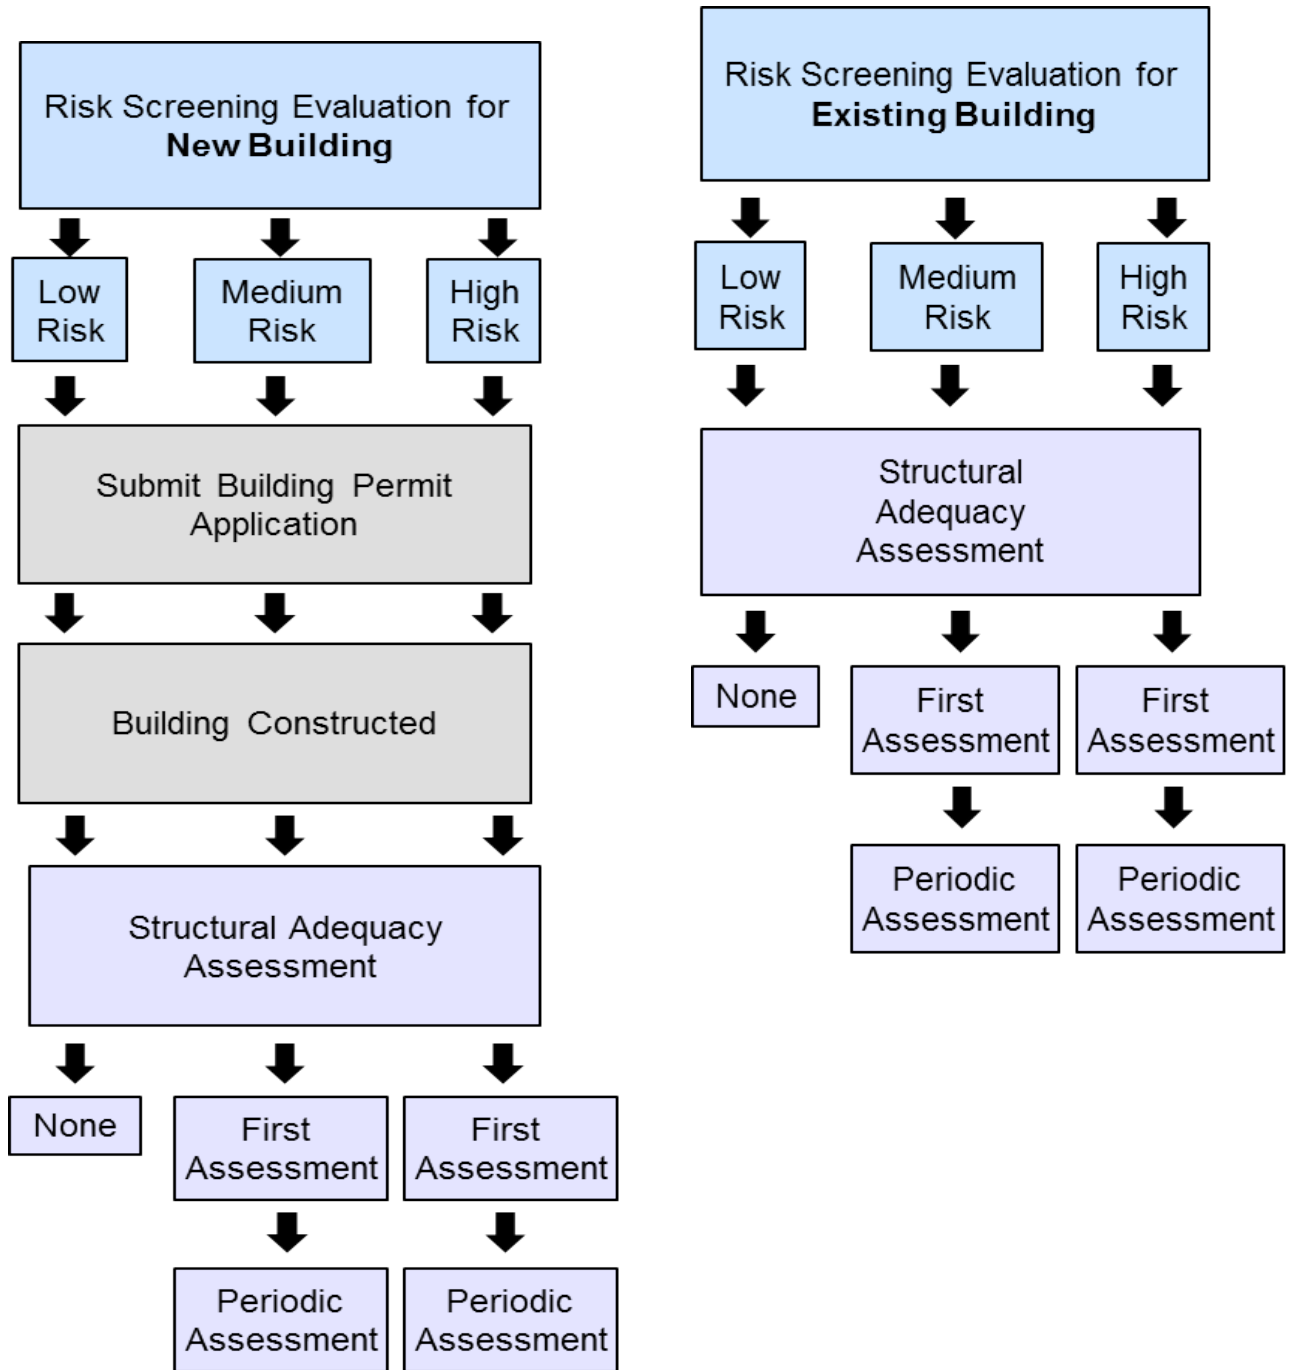 Risk Screening Evaluation for
New Building
Low
Risk
Medium
Risk
High
Risk
Submit Building Permit
Application
Building Constructed
Structural Adequacy
Assessment
None
First
Assessment
First
Assessment
Periodic
Assessment
Periodic
Assessment
Risk Screening Evaluation for
Existing Building
Low
Risk
Medium
Risk
High
Risk
Structural
Adequacy
Assessment
None
First
Assessment
First
Assessment
Periodic
Assessment
Periodic
Assessment